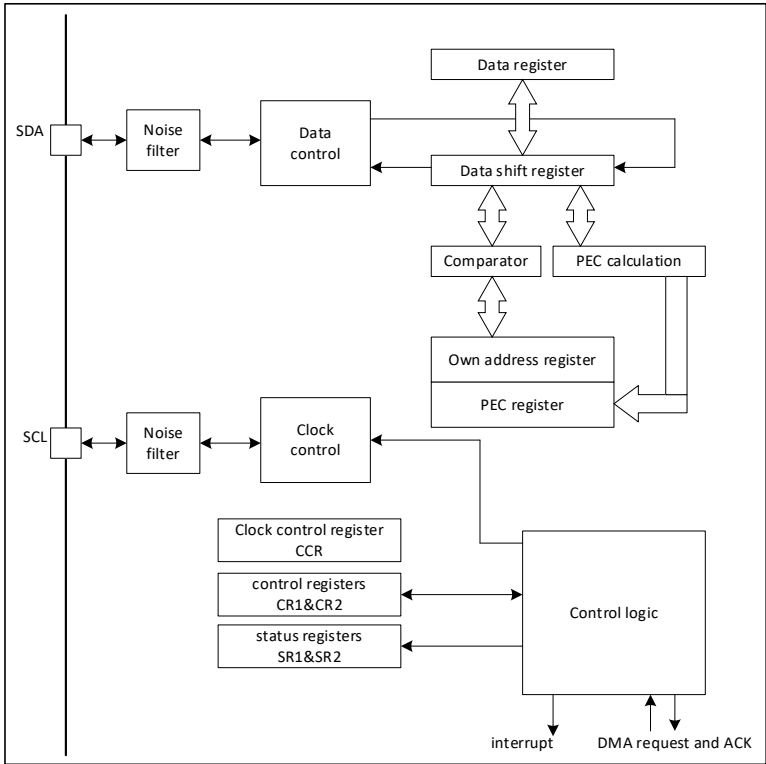 Data register
SDA
Noise
filter
Data
control
Data shift register
Comparator
PEC calculation
Own address register
PEC register
SCL
Noise
filter
Clock
control
Clock control register
CCR
control registers
CR1&CR2
status registers
SR1&SR2
Control logic
interrupt
DMA request and ACK